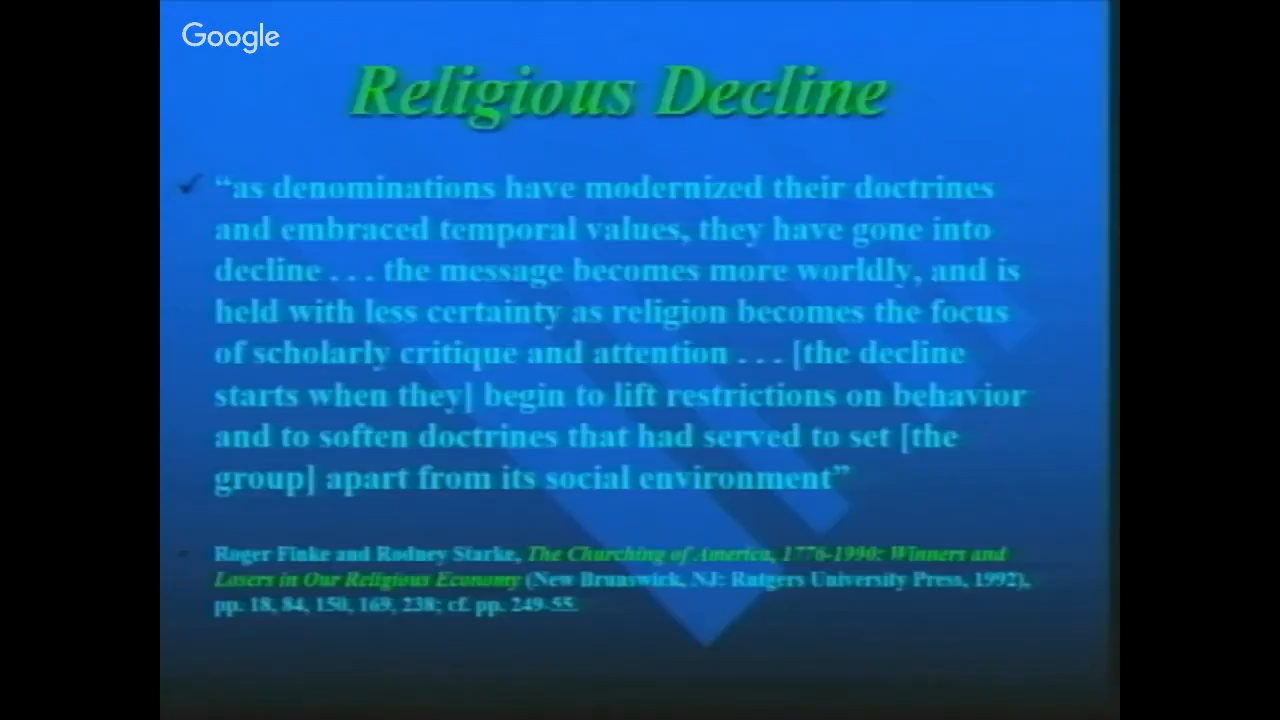 Google
Religious Decline
“as denominations have modernized their doctrines
and embraced temporal values, they have gone into
decline . . . the message becomes more worldly, and is
held with less certainty as religion becomes the focus
of scholarly critique and attention . . . [the decline
starts when they] begin to lift restrictions on behavior
and to soften doctrines that had served to set [the
group] apart from its social environment”
Roger Finke and Rodney Starke, The Churching of America, 1776-1990: Winners and
Losers in Our Religious Economy (New Brunswick, NJ: Rutgers University Press, 1992),
pp. 18, 84, 150, 169, 238; cf. pp. 249-55.